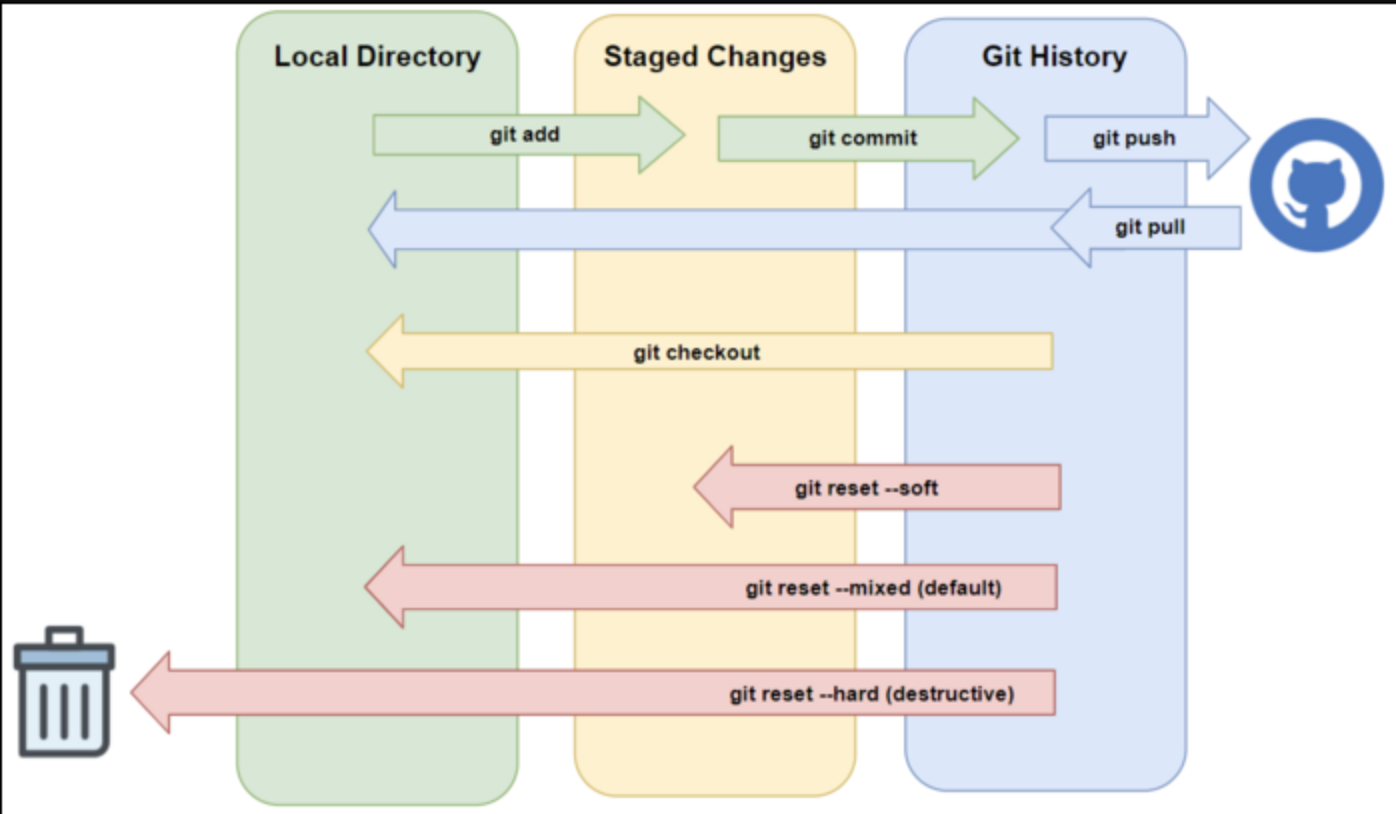 Local Directory
Staged Changes
Git History
git add
git commit
git push
git pull
git checkout
git reset --soft
git reset --mixed (default)
git reset --hard (destructive)